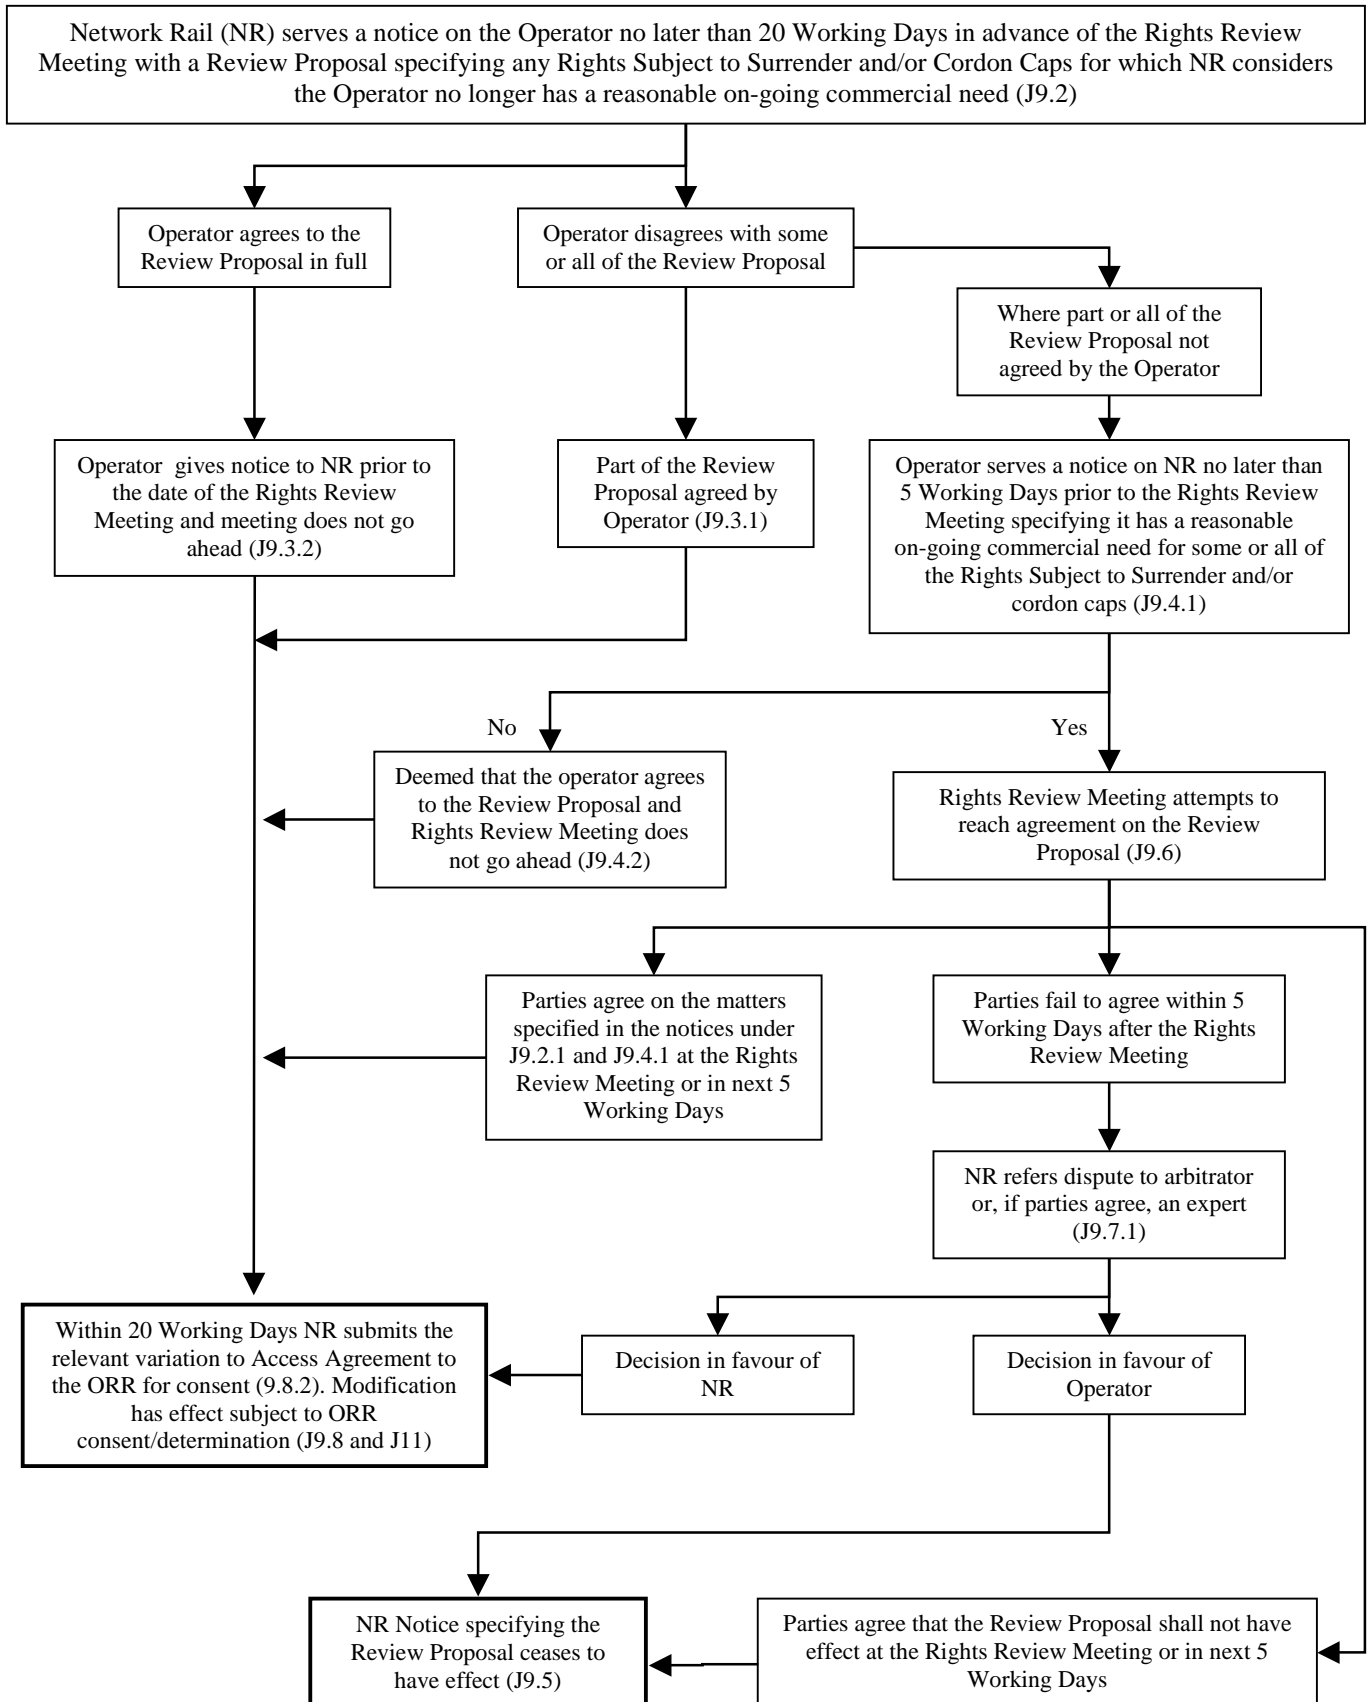 Network Rail (NR) serves a notice on the Operator no later than 20 Working Days in advance of the Rights Review
Meeting with a Review Proposal specifying any Rights Subject to Surrender and/or Cordon Caps for which NR considers
the Operator no longer has a reasonable on-going commercial need (J9.2)
Operator agrees to the
Review Proposal in full
Operator disagrees with some
or all of the Review Proposal
Where part or all of the
Review Proposal not
agreed by the Operator
Operator gives notice to NR prior to
the date of the Rights Review
Meeting and meeting does not go
ahead (J9.3.2)
Part of the Review
Proposal agreed by
Operator (J9.3.1)
Operator serves a notice on NR no later than
5 Working Days prior to the Rights Review
Meeting specifying it has a reasonable
on-going commercial need for some or all of
the Rights Subject to Surrender and/or
cordon caps (J9.4.1)
No
Yes
Deemed that the operator agrees
to the Review Proposal and
Rights Review Meeting does
not go ahead (J9.4.2)
Rights Review Meeting attempts to
reach agreement on the Review
Proposal (J9.6)
Parties agree on the matters
specified in the notices under
J9.2.1 and J9.4.1 at the Rights
Review Meeting or in next 5
Working Days
Parties fail to agree within 5
Working Days after the Rights
Review Meeting
NR refers dispute to arbitrator
or, if parties agree, an expert
(J9.7.1)
Within 20 Working Days NR submits the
relevant variation to Access Agreement to
the ORR for consent (9.8.2). Modification
has effect subject to ORR
consent/determination (J9.8 and J11)
Decision in favour of
NR
Decision in favour of
Operator
NR Notice specifying the
Review Proposal ceases to
have effect (J9.5)
Parties agree that the Review Proposal shall not have
effect at the Rights Review Meeting or in next 5
Working Days